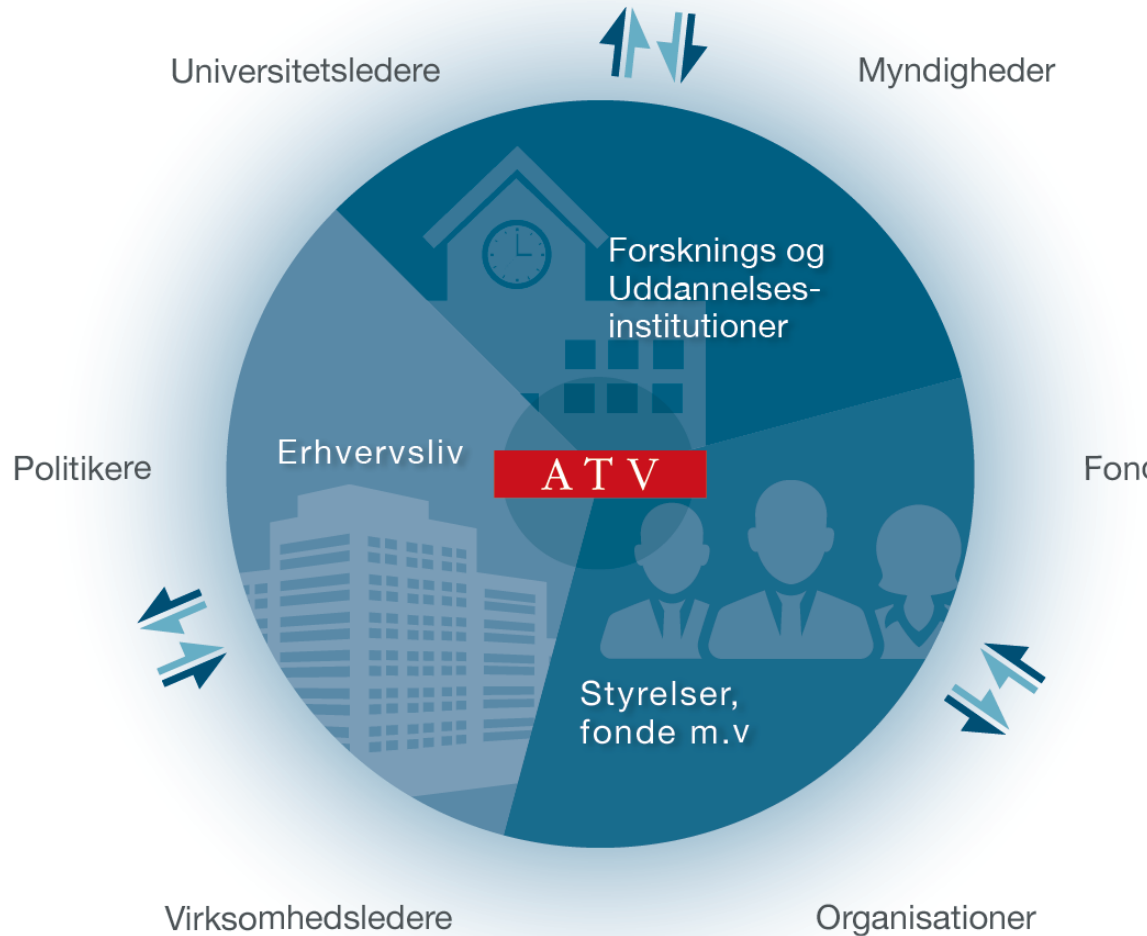 Universitetsledere
Myndigheder
Forsknings og
Uddannelses-
institutioner
Erhvervsliv
ATV
Politikere
Styrelser,
fonde m.v
Virksomhedsledere
Organisationer